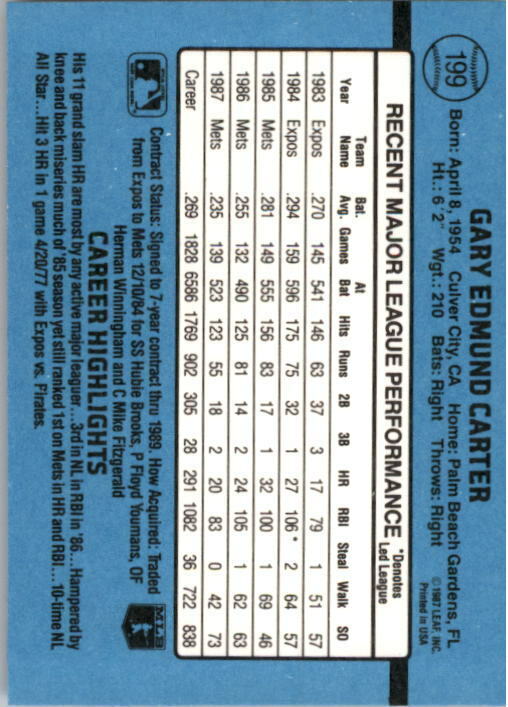 199
GARY EDMUND CARTER
Born: April 8, 1954 Culver City, CA Home: Palm Beach Gardens, FL
Ht.: 6'2" Wgt.: 210 Bats: Right Throws: Right
© 1987 LEAF, INC.
Printed in USA
RECENT MAJOR LEAGUE PERFORMANCE *Denotes Led League
Year Team Name Bat. Avg. Games At Bat Hits Runs 2B 3B HR RBI Steal Walk SO
1983 Expos .270 145 541 146 63 37 3 17 79 1 51 57
1984 Expos .294 159 596 175 75 32 1 27 106* 2 64 57
1985 Mets .281 149 555 156 83 17 1 32 100 1 69 46
1986 Mets .255 132 490 125 81 14 2 24 105 1 62 63
1987 Mets .235 139 523 123 55 18 2 20 83 0 42 73
Career .269 1828 6586 1769 902 305 28 291 1082 36 722 838
Contract Status: Signed to 7-year contract thru 1989. How Acquired: Traded
from Expos to Mets 12/10/84 for SS Hubie Brooks, P Floyd Youmans, OF
Herman Winningham and C Mike Fitzgerald
MLB
CAREER HIGHLIGHTS
His 11 grand slam HR are most by any active major leaguer...3rd in NL in RBI in '86...Hampered by
knee and back miseries much of '85 season yet still ranked 1st on Mets in HR and RBI...10-time NL
All Star...Hit 3 HR in 1 game 4/20/77 with Expos vs. Pirates.